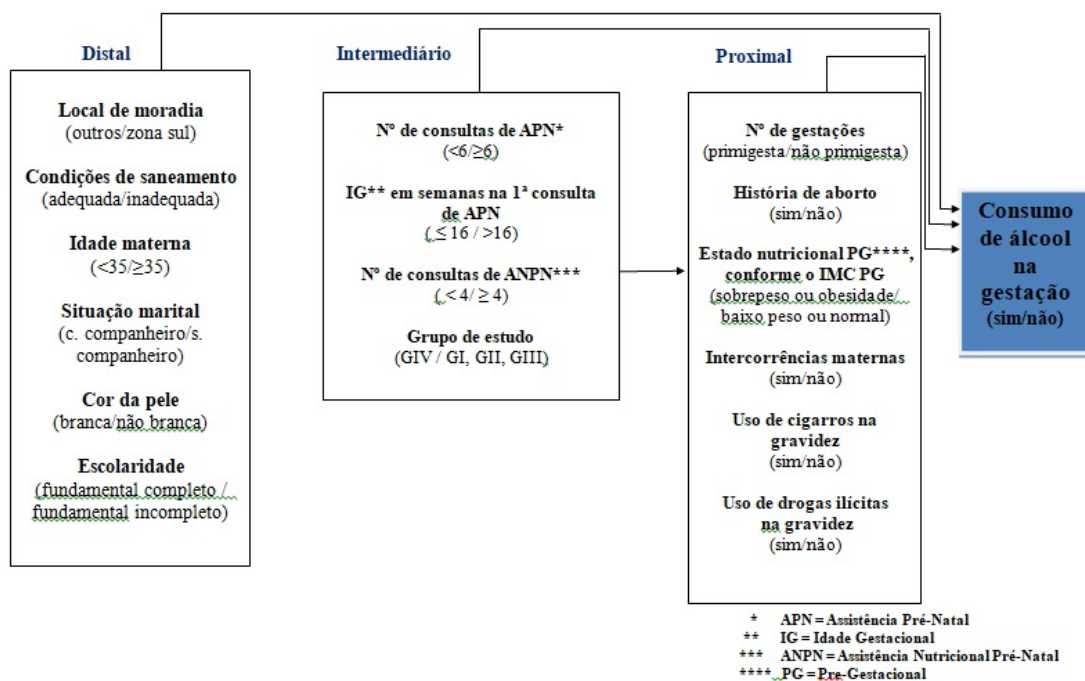 Distal
Local de moradia
(outros/zona sul)
Condições de saneamento
(adequada/inadequada)
Idade materna
(<35/≥35)
Situação marital
(c. companheiro/s.
companheiro)
Cor da pele
(branca/não branca)
Escolaridade
(fundamental completo /
fundamental incompleto)
Intermediário
Nº de consultas de APN*
(<6/≥6)
IG** em semanas na 1ª consulta
de APN
( ≤ 16 / >16)
Nº de consultas de ANPN***
( < 4/ ≥ 4)
Grupo de estudo
(GIV / GI, GII, GIII)
Proximal
Nº de gestações
(primigesta/não primigesta)
História de aborto
(sim/não)
Estado nutricional PG****,
conforme o IMC PG
(sobrepeso ou obesidade/
baixo peso ou normal)
Intercorrências maternas
(sim/não)
Uso de cigarros na
gravidez
(sim/não)
Uso de drogas ilícitas
na gravidez
(sim/não)
Consumo
de álcool
na
gestação
(sim/não)
* APN = Assistência Pré-Natal
** IG = Idade Gestacional
*** ANPN = Assistência Nutricional Pré-Natal
**** PG = Pre-Gestacional